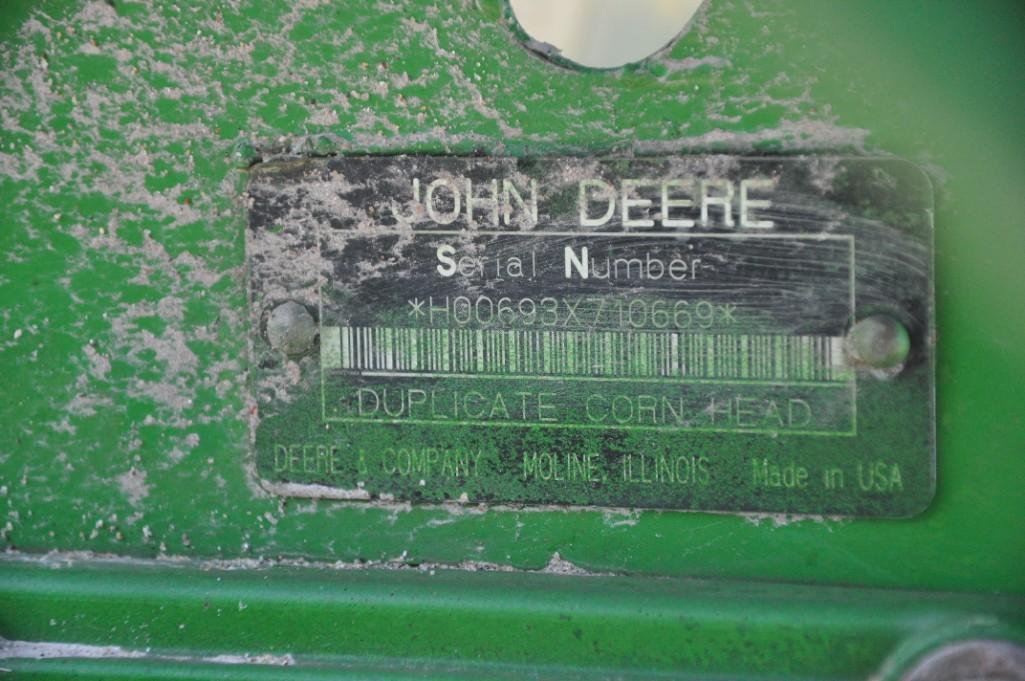 JOHN DEERE
Serial Number
*H00693X710669*
DUPLICATE CORN HEAD
DEERE & COMPANY MOLINE, ILLINOIS Made in USA